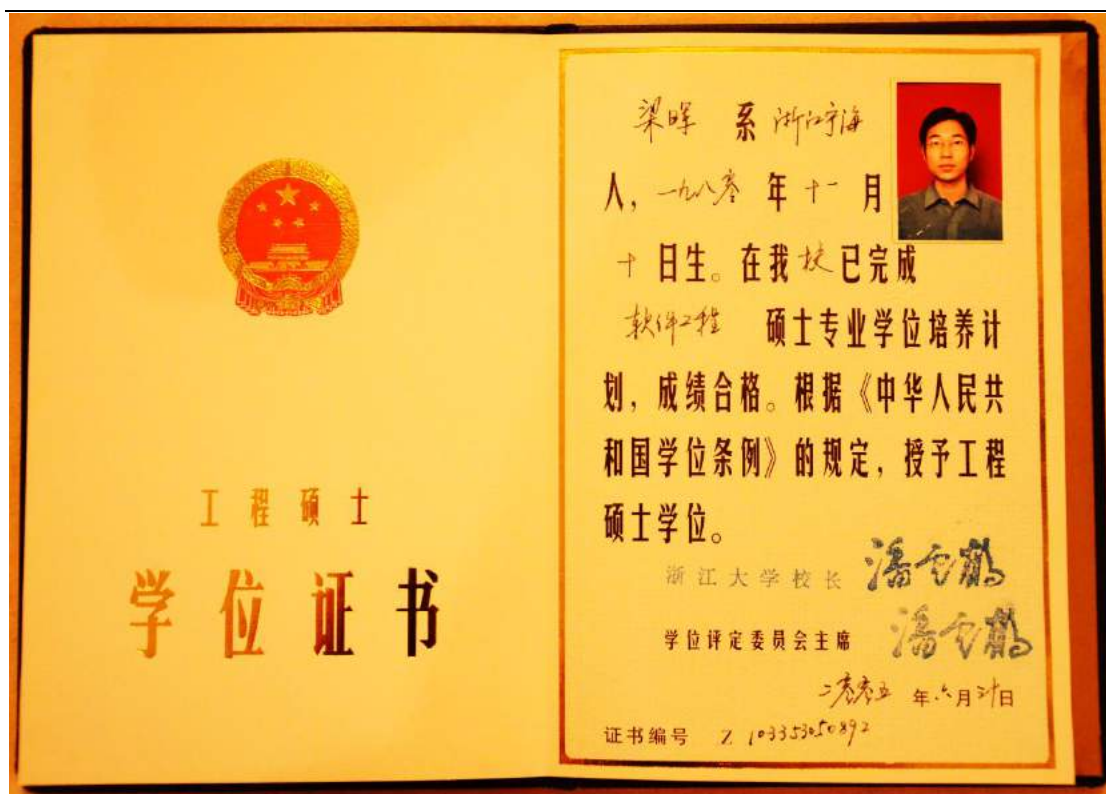 工程硕士
学位证书
梁晖 系 浙江宁海
人，一九八零 年 十一 月
十 日生。在我校已完成
软件工程 硕士专业学位培养计
划，成绩合格。根据《中华人民共
和国学位条例》的规定，授予工程
硕士学位。
浙江大学校长 潘云鹤
学位评定委员会主席 潘云鹤
二零零五 年 六 月 三十 日
证书编号 Z 103353050892